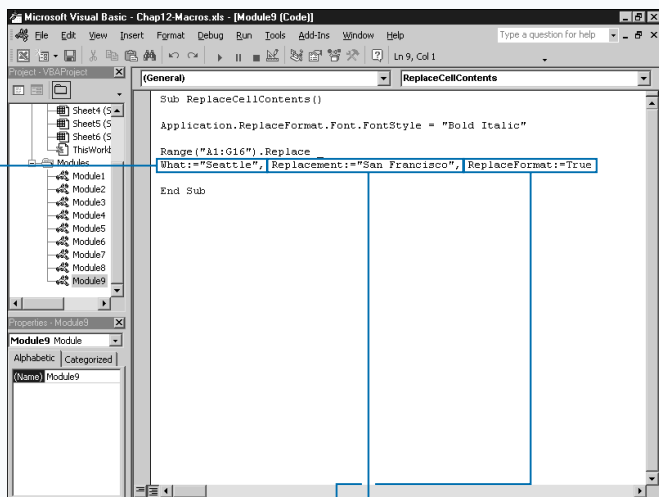 Microsoft Visual Basic - Chap12-Macros.xls - [Module9 (Code)]
File Edit View Insert Format Debug Run Tools Add-Ins Window Help Type a question for help
Ln 9, Col 1
Project - VBAProject
(General) ReplaceCellContents
Sheet4 (S
Sheet5 (S
Sheet6 (S
ThisWorkb
Modules
Module1
Module2
Module3
Module4
Module5
Module6
Module7
Module8
Module9
Sub ReplaceCellContents()
Application.ReplaceFormat.Font.FontStyle = "Bold Italic"
Range("A1:G16").Replace _
What:="Seattle", Replacement:="San Francisco", ReplaceFormat:=True
End Sub
Properties - Module9
Module9 Module
Alphabetic Categorized
(Name) Module9